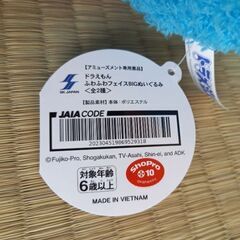 SK JAPAN
【アミューズメント専用景品】
ドラえもん
ふわふわフェイスBIGぬいぐるみ
<全2種>
【製品素材】本体:ポリエステル
JAIA CODE
2023045198069529318
©Fujiko-Pro, Shogakukan, TV-Asahi, Shin-ei, and ADK.
対象年齢
6歳以上
ShoPro
10
MADE IN VIETNAM